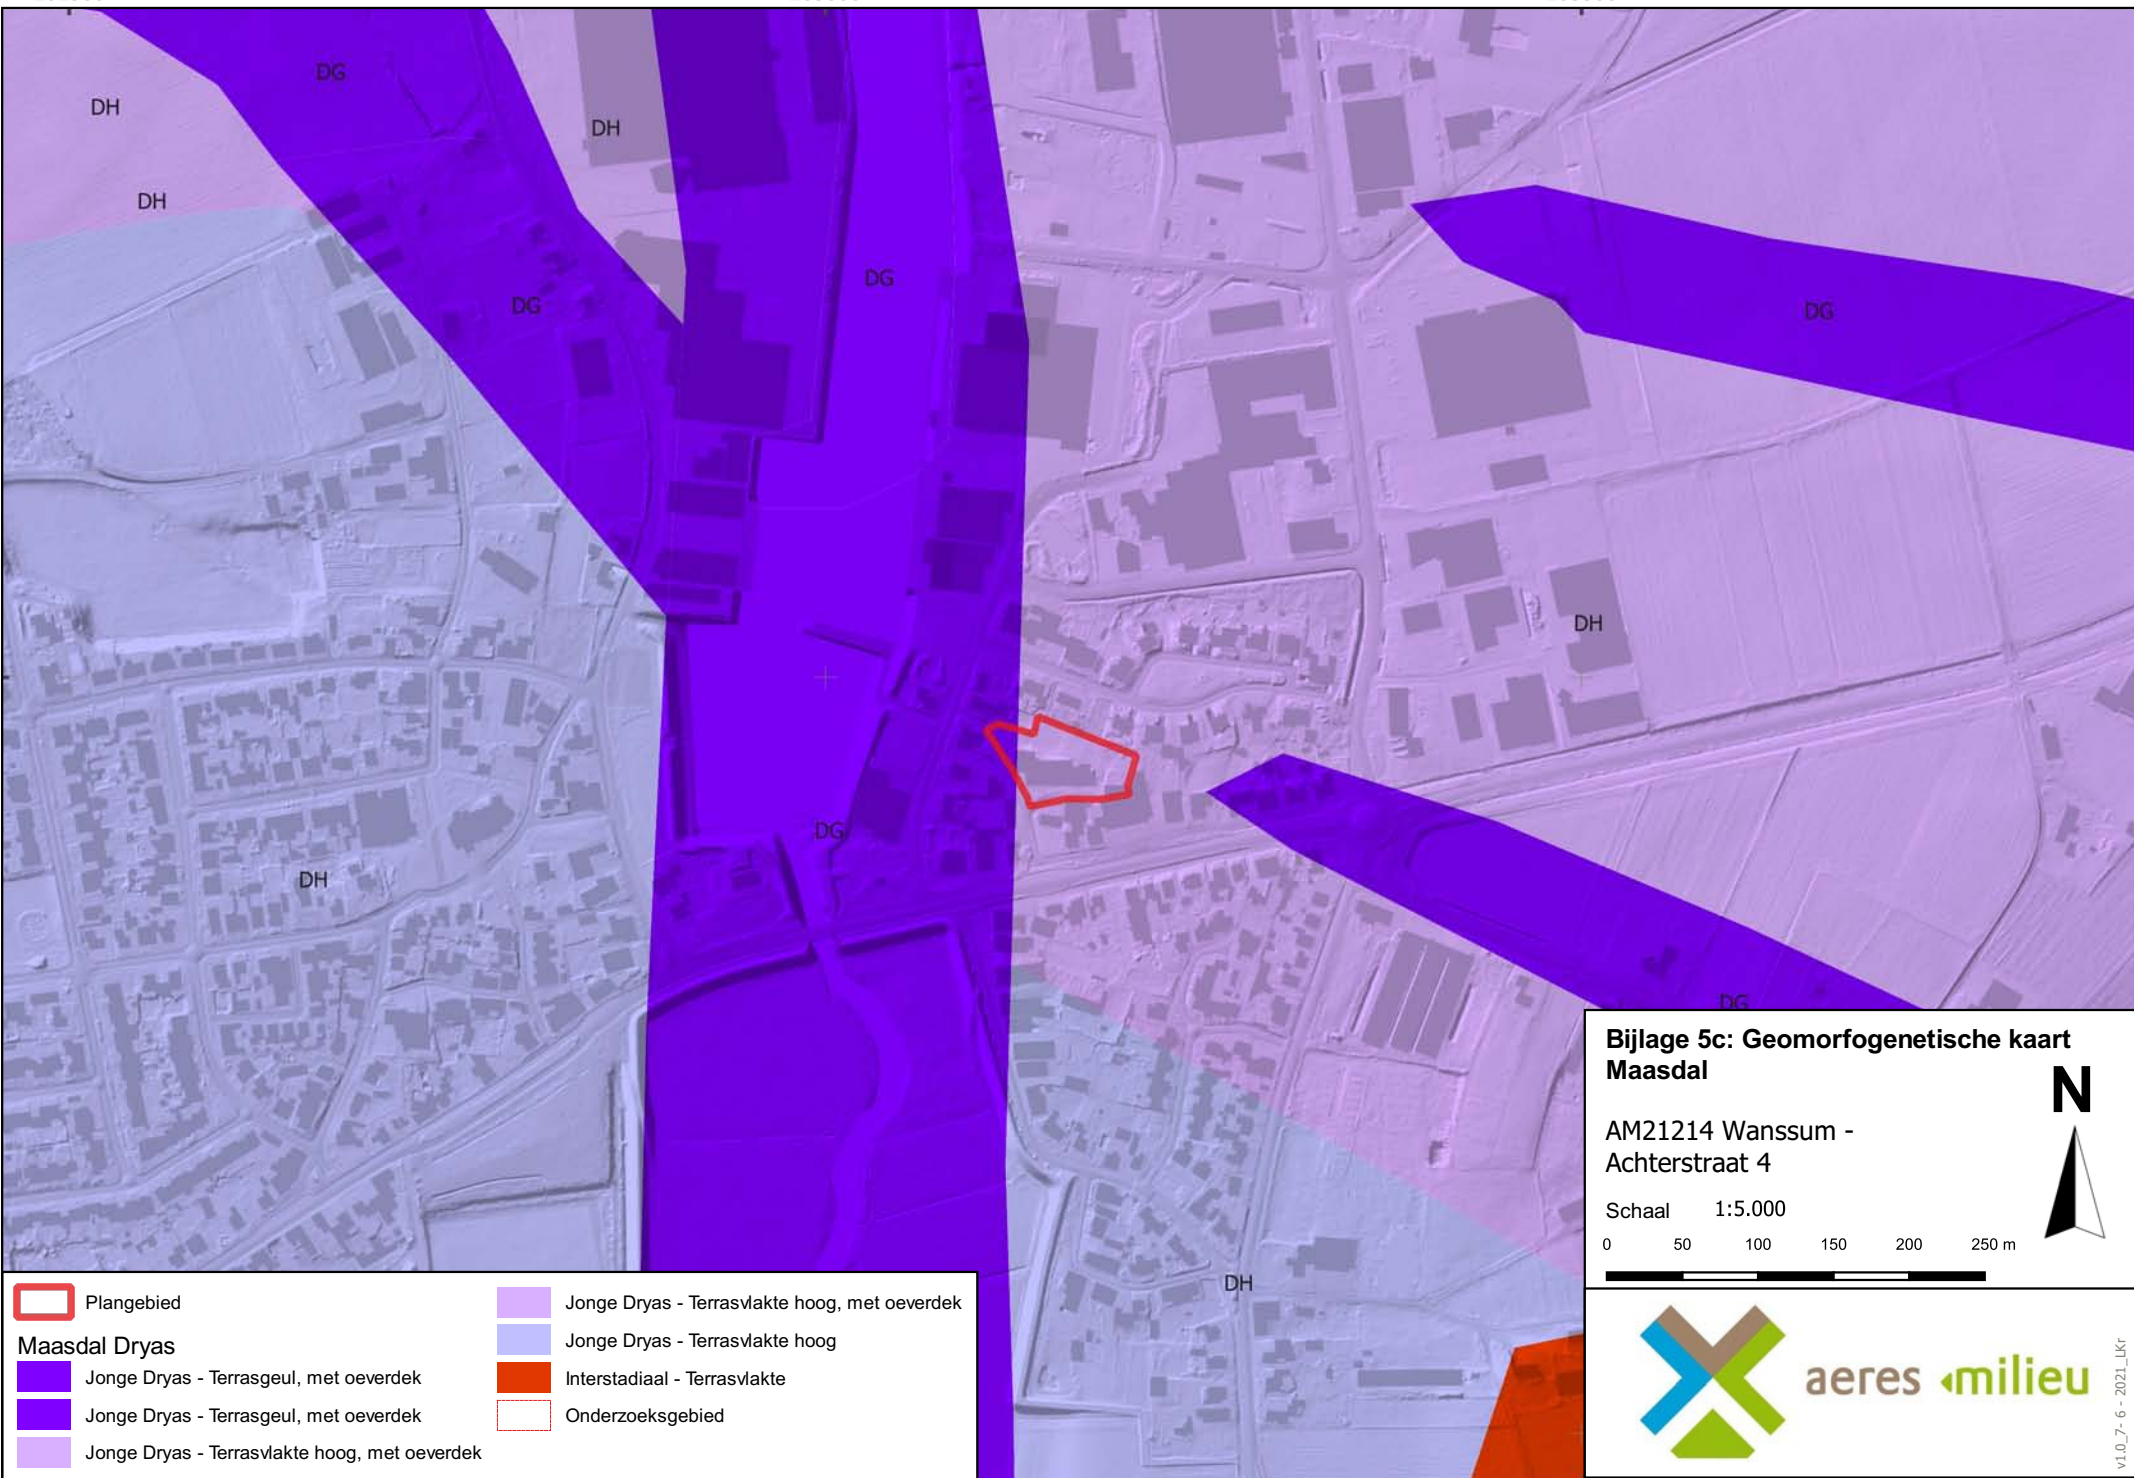 DG
DH
DH
DH
DG
DG
DG
DH
DG
DH
DG
DH
Bijlage 5c: Geomorfogenetische kaart
Maasdal
N
AM21214 Wanssum -
Achterstraat 4
Schaal 1:5.000
0 50 100 150 200 250 m
Plangebied
Maasdal Dryas
Jonge Dryas - Terrasgeul, met oeverdek
Jonge Dryas - Terrasgeul, met oeverdek
Jonge Dryas - Terrasvlakte hoog, met oeverdek
Jonge Dryas - Terrasvlakte hoog, met oeverdek
Jonge Dryas - Terrasvlakte hoog
Interstadiaal - Terrasvlakte
Onderzoeksgebied
aeres milieu
v1.0_7- 6 - 2021_LKr